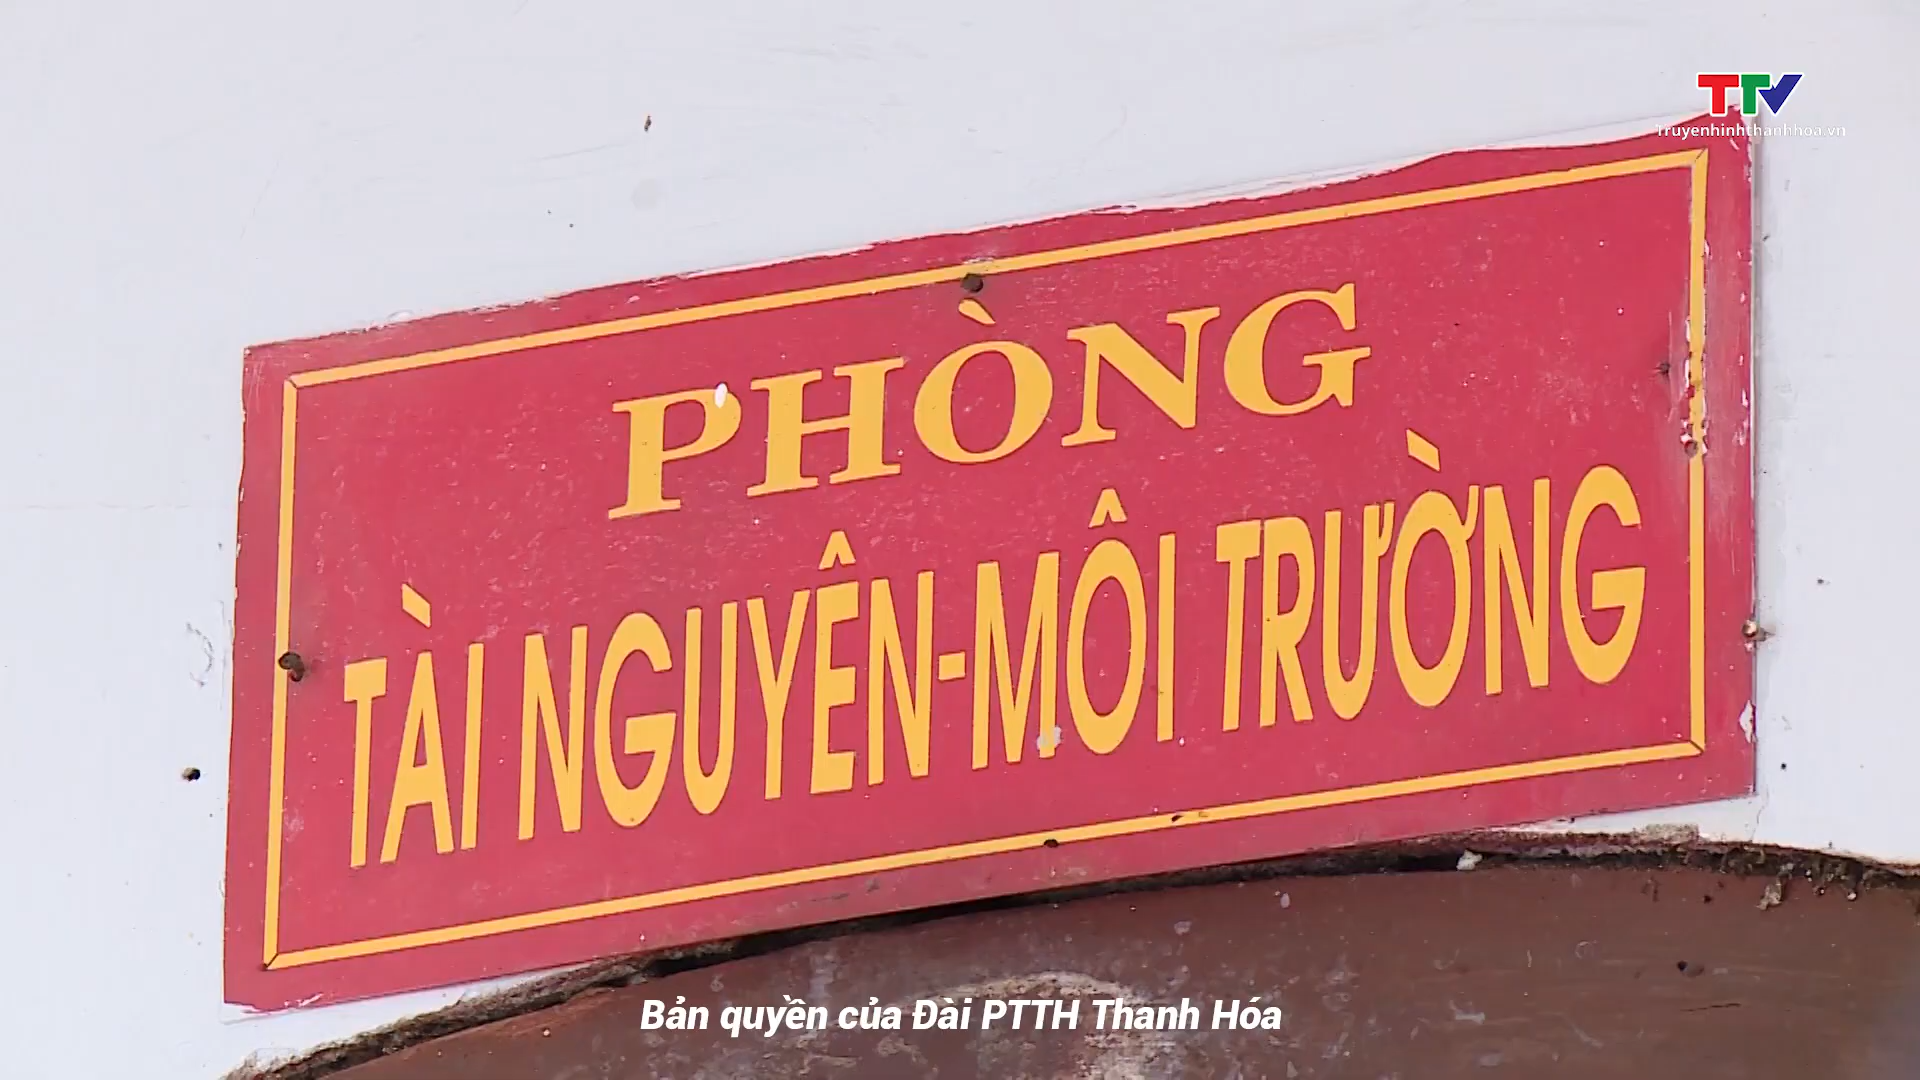 TTV
Truyenhinhthanhhoa.vn
PHÒNG
TÀI NGUYÊN-MÔI TRƯỜNG
Bản quyền của Đài PTTH Thanh Hóa